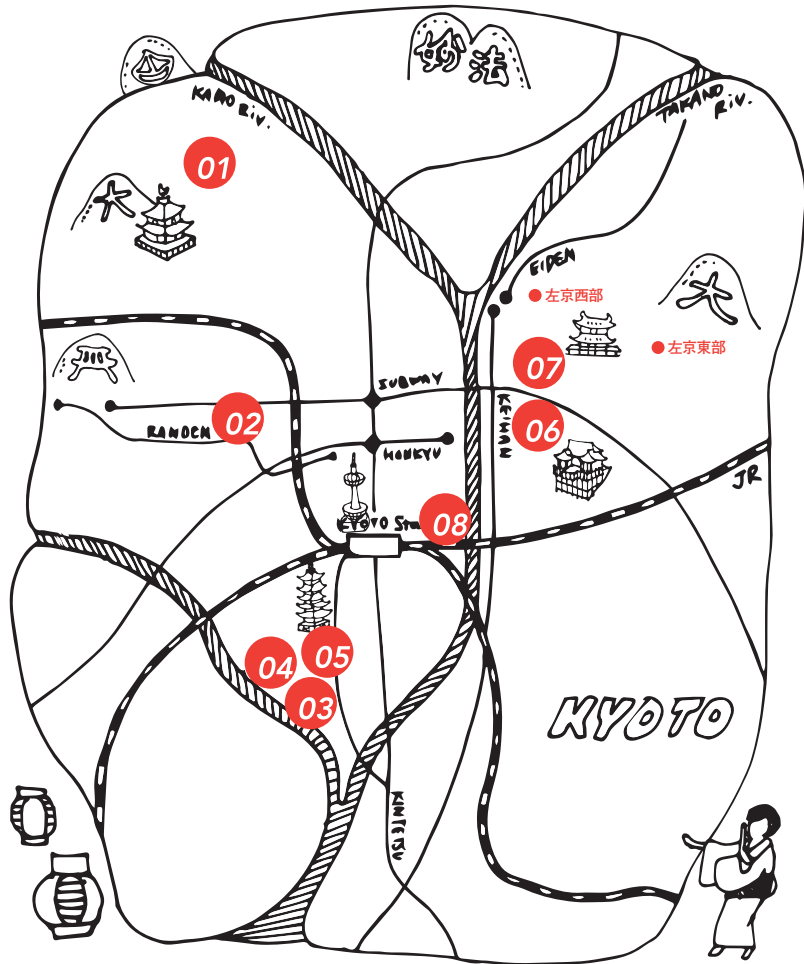 妙法
KAMO RIV.
TAKANO RIV.
01
大
EIDEN
左京西部
大
左京東部
07
SUBWAY
02
RANDEN
KEIHAN
06
HONKYU
JR
08
KYOTO Sta
05
04
03
KYOTO
KINTETSU